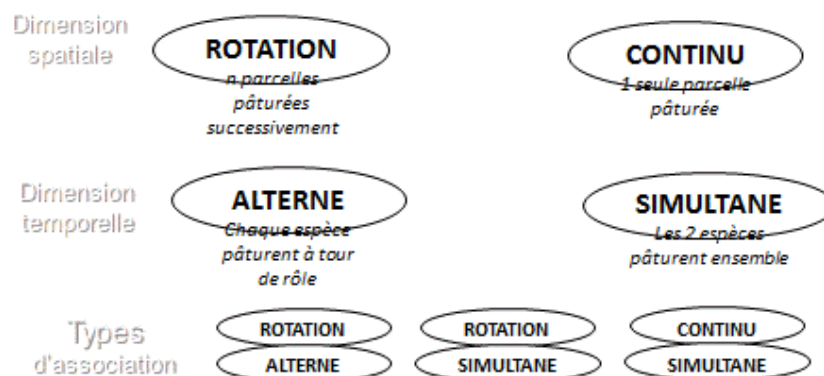 Dimension
spatiale
ROTATION
n parcelles
pâturées
successivement
CONTINU
1 seule parcelle
pâturée
Dimension
temporelle
ALTERNE
Chaque espèce
pâturent à tour
de rôle
SIMULTANE
Les 2 espèces
pâturent ensemble
Types
d'association
ROTATION
ALTERNE
ROTATION
SIMULTANE
CONTINU
SIMULTANE